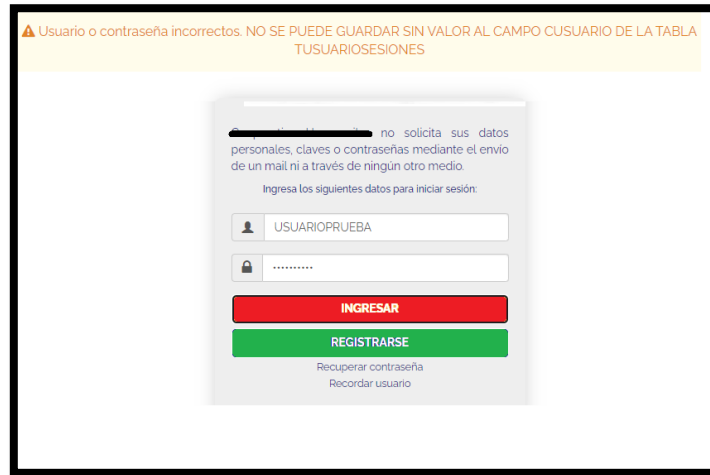 Usuario o contraseña incorrectos. NO SE PUEDE GUARDAR SIN VALOR AL CAMPO CUSUARIO DE LA TABLA
TUSUARIOSESIONES
no solicita sus datos
personales, claves o contraseñas mediante el envío
de un mail ni a través de ningún otro medio.
Ingresa los siguientes datos para iniciar sesión:
USUARIOPRUEBA
INGRESAR
REGISTRARSE
Recuperar contraseña
Recordar usuario